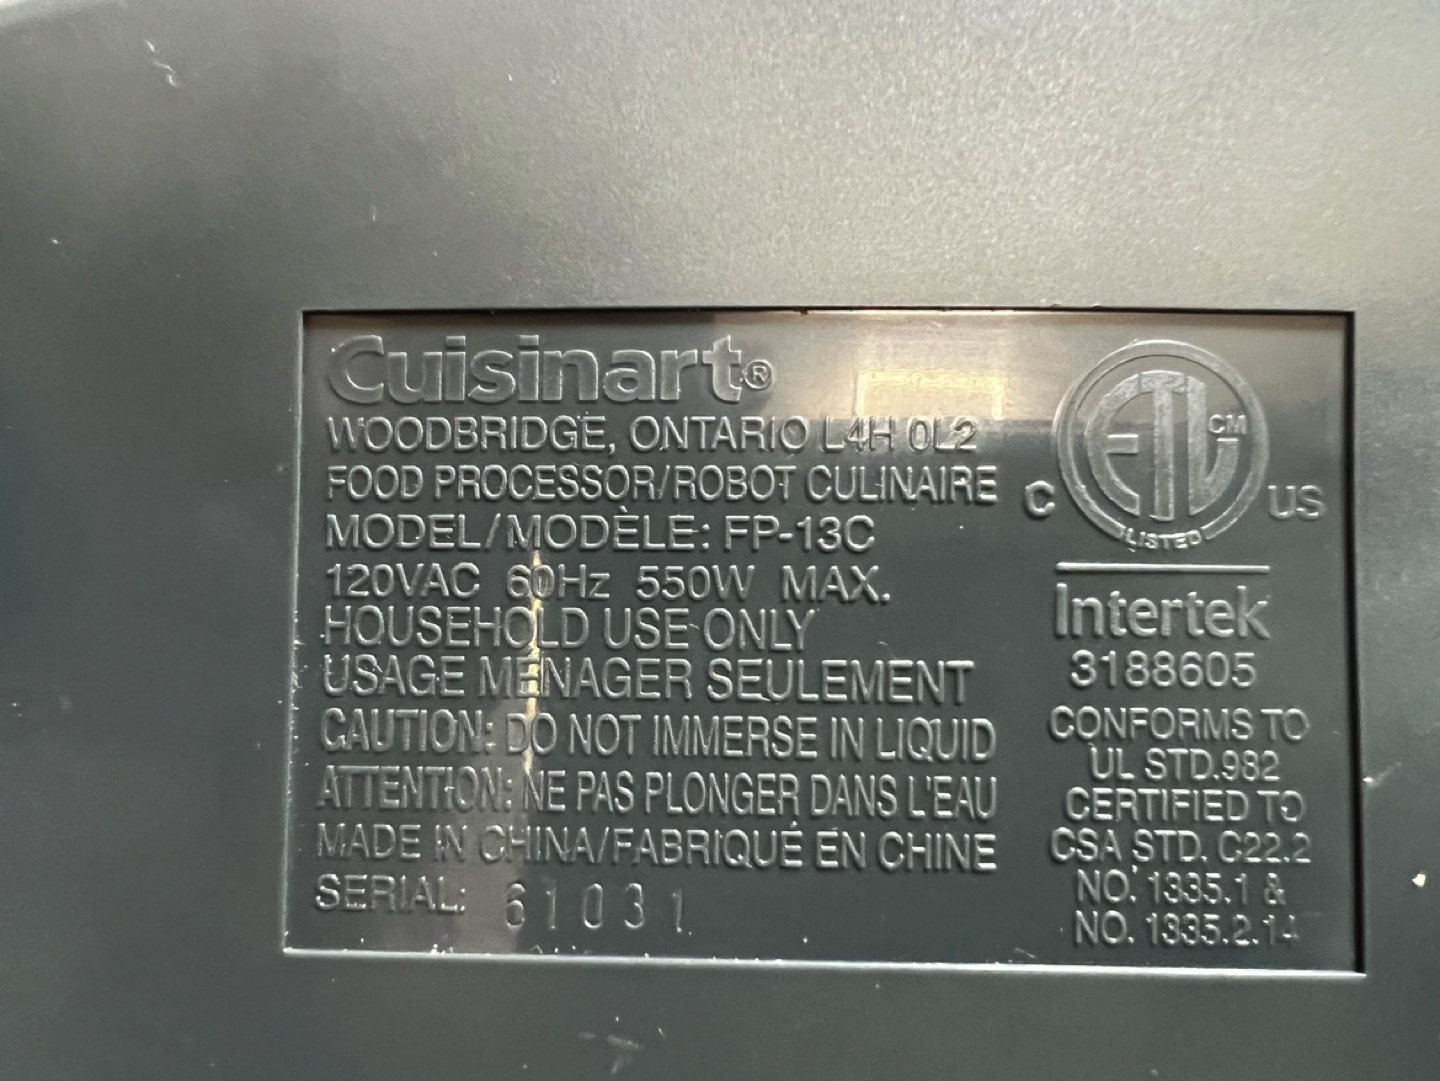 Cuisinart®
WOODBRIDGE, ONTARIO L4H 0L2
FOOD PROCESSOR/ROBOT CULINAIRE
MODEL/MODÈLE: FP-13C
120VAC 60Hz 550W MAX.
HOUSEHOLD USE ONLY
USAGE MENAGER SEULEMENT
CAUTION: DO NOT IMMERSE IN LIQUID
ATTENTION: NE PAS PLONGER DANS L'EAU
MADE IN CHINA/FABRIQUÉ EN CHINE
SERIAL: 61031
ETL CM
C US
LISTED
Intertek
3188605
CONFORMS TO
UL STD.982
CERTIFIED TO
CSA STD. C22.2
NO. 1335.1 &
NO. 1335.2.14